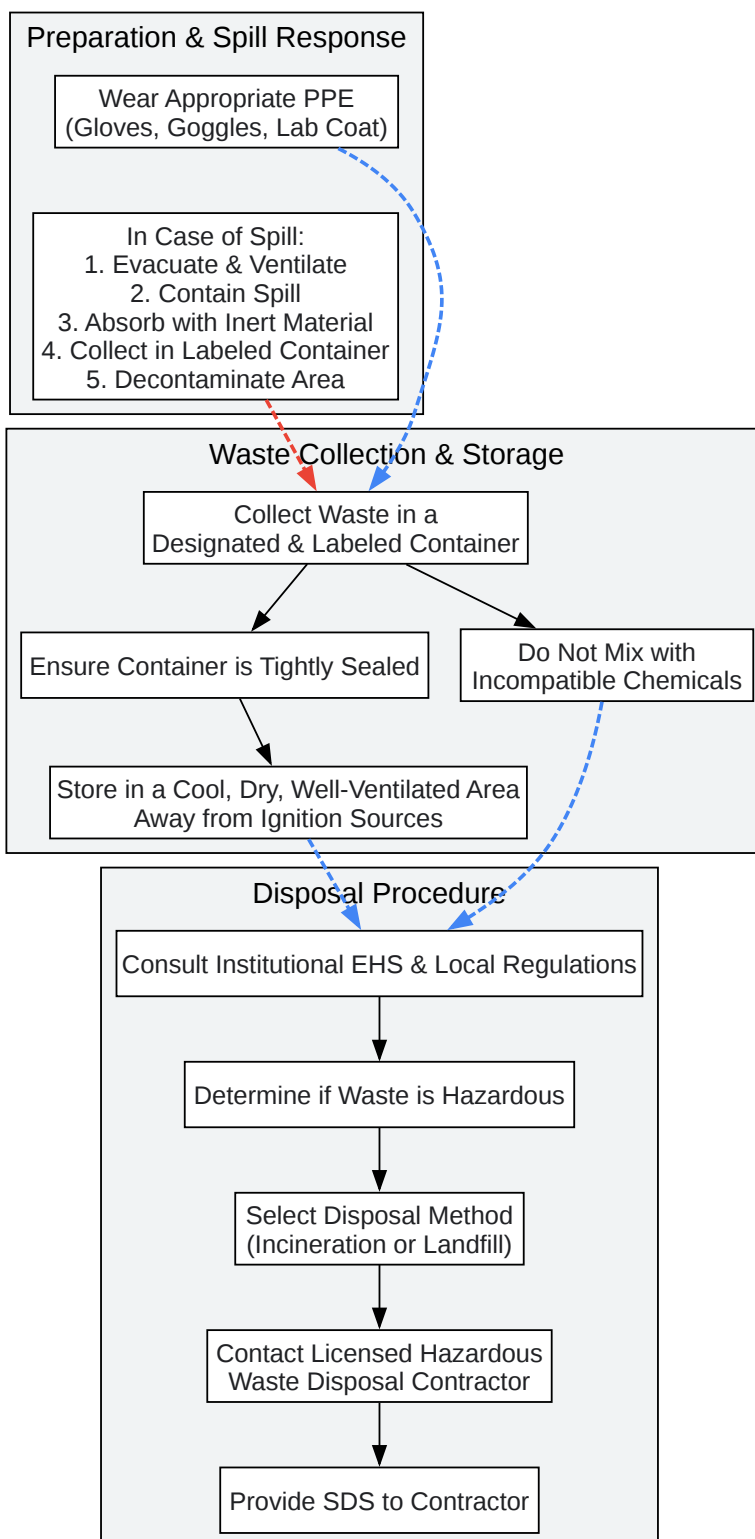 Preparation & Spill Response
Wear Appropriate PPE
(Gloves, Goggles, Lab Coat)
In Case of Spill:
1. Evacuate & Ventilate
2. Contain Spill
3. Absorb with Inert Material
4. Collect in Labeled Container
5. Decontaminate Area
Waste Collection & Storage
Collect Waste in a
Designated & Labeled Container
Ensure Container is Tightly Sealed
Do Not Mix with
Incompatible Chemicals
Store in a Cool, Dry, Well-Ventilated Area
Away from Ignition Sources
Disposal Procedure
Consult Institutional EHS & Local Regulations
Determine if Waste is Hazardous
Select Disposal Method
(Incineration or Landfill)
Contact Licensed Hazardous
Waste Disposal Contractor
Provide SDS to Contractor